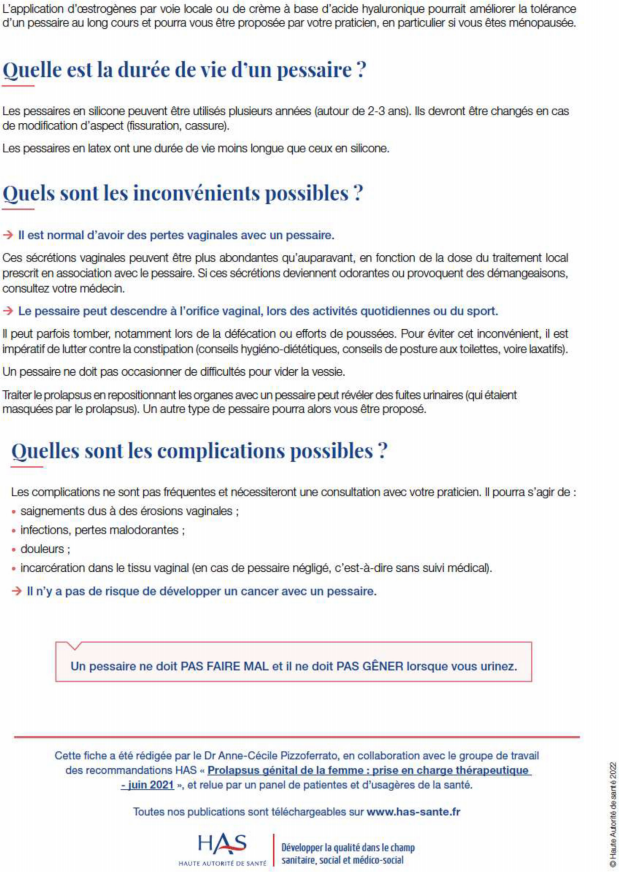 L'application d'œstrogènes par voie locale ou de crème à base d'acide hyaluronique pourrait améliorer la tolérance
d'un pessaire au long cours et pourra vous être proposée par votre praticien, en particulier si vous êtes ménopausée.
Quelle est la durée de vie d'un pessaire ?
Les pessaires en silicone peuvent être utilisés plusieurs années (autour de 2-3 ans). Ils devront être changés en cas
de modification d'aspect (fissuration, cassure).
Les pessaires en latex ont une durée de vie moins longue que ceux en silicone.
Quels sont les inconvénients possibles ?
→ Il est normal d'avoir des pertes vaginales avec un pessaire.
Ces sécrétions vaginales peuvent être plus abondantes qu'auparavant, en fonction de la dose du traitement local
prescrit en association avec le pessaire. Si ces sécrétions deviennent odorantes ou provoquent des démangeaisons,
consultez votre médecin.
→ Le pessaire peut descendre à l'orifice vaginal, lors des activités quotidiennes ou du sport.
Il peut parfois tomber, notamment lors de la défécation ou efforts de poussées. Pour éviter cet inconvénient, il est
impératif de lutter contre la constipation (conseils hygiéno-diététiques, conseils de posture aux toilettes, voire laxatifs).
Un pessaire ne doit pas occasionner de difficultés pour vider la vessie.
Traiter le prolapsus en repositionnant les organes avec un pessaire peut révéler des fuites urinaires (qui étaient
masquées par le prolapsus). Un autre type de pessaire pourra alors vous être proposé.
Quelles sont les complications possibles ?
Les complications ne sont pas fréquentes et nécessiteront une consultation avec votre praticien. Il pourra s'agir de :
• saignements dus à des érosions vaginales ;
• infections, pertes malodorantes ;
• douleurs ;
• incarcération dans le tissu vaginal (en cas de pessaire négligé, c'est-à-dire sans suivi médical).
→ Il n'y a pas de risque de développer un cancer avec un pessaire.
Un pessaire ne doit PAS FAIRE MAL et il ne doit PAS GÊNER lorsque vous urinez.
Cette fiche a été rédigée par le Dr Anne-Cécile Pizzoferrato, en collaboration avec le groupe de travail
des recommandations HAS « Prolapsus génital de la femme : prise en charge thérapeutique
- juin 2021 », et relue par un panel de patientes et d'usagères de la santé.
Toutes nos publications sont téléchargeables sur www.has-sante.fr
HAS
HAUTE AUTORITÉ DE SANTÉ
Développer la qualité dans le champ
sanitaire, social et médico-social
© Haute Autorité de santé 2022